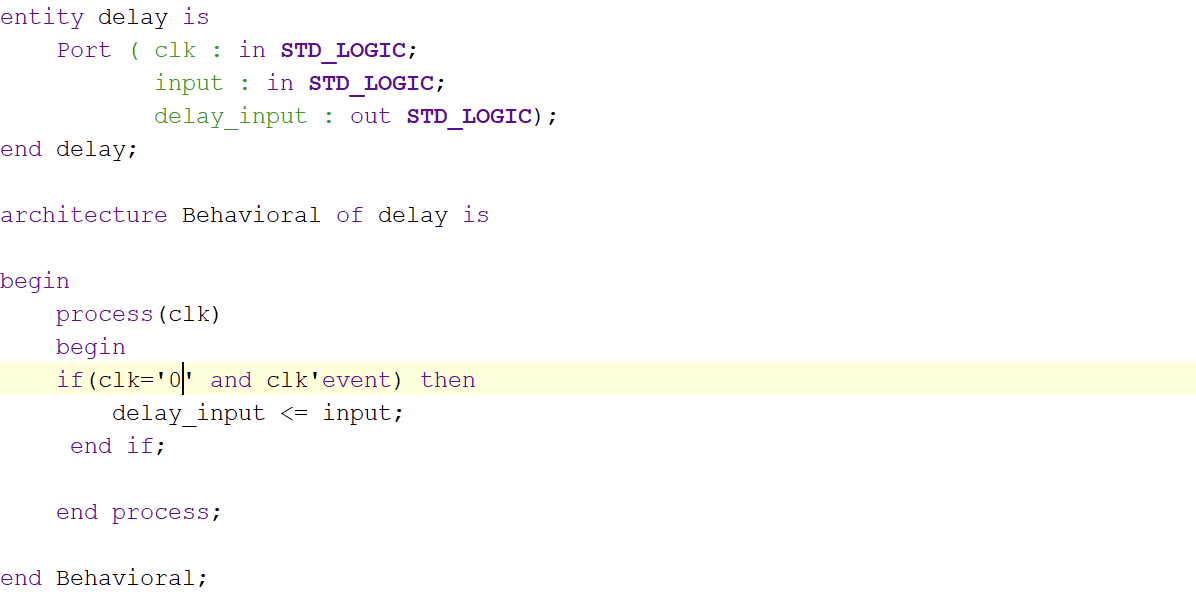 entity delay is
    Port ( clk : in STD_LOGIC;
           input : in STD_LOGIC;
           delay_input : out STD_LOGIC);
end delay;
architecture Behavioral of delay is
begin
    process(clk)
    begin
    if(clk='0' and clk'event) then
        delay_input <= input;
     end if;
    end process;
end Behavioral;